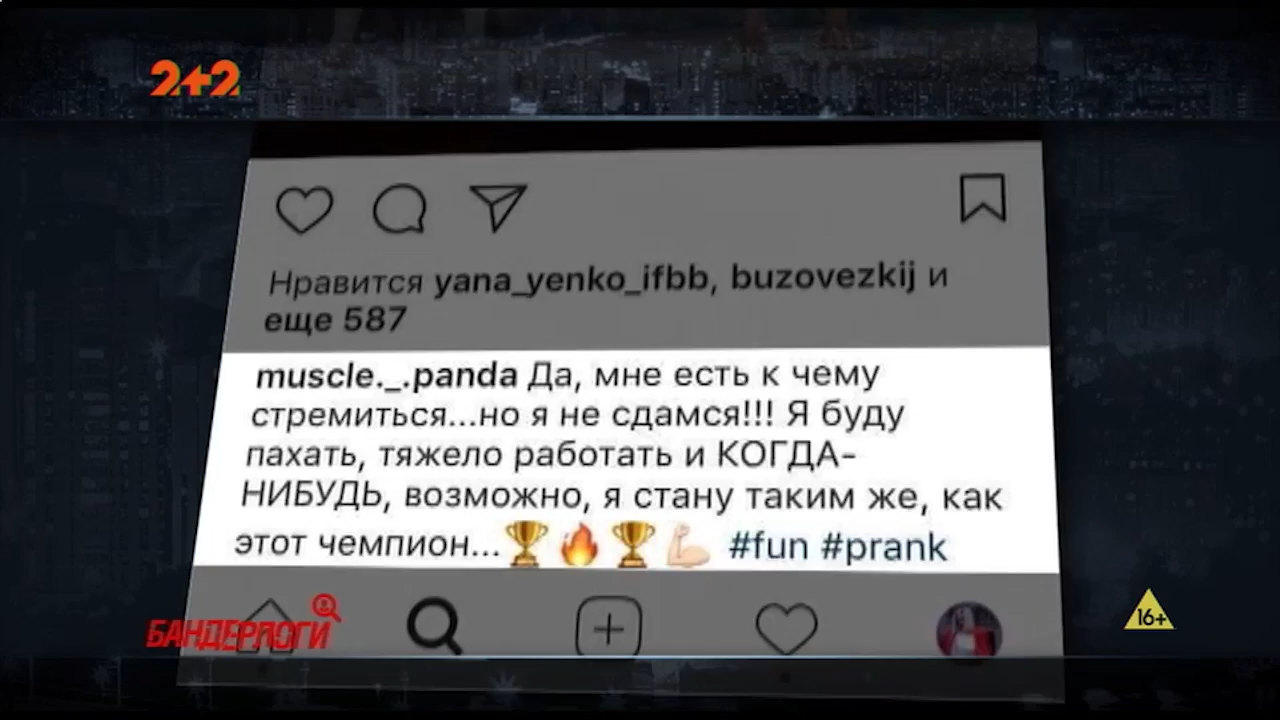 2+2
Нравится yana_yenko_ifbb, buzovezkij и
еще 587
muscle._.panda Да, мне есть к чему
стремиться...но я не сдамся!!! Я буду
пахать, тяжело работать и КОГДА-
НИБУДЬ, возможно, я стану таким же, как
этот чемпион...🏆🔥🏆💪🏻 #fun #prank
БАНДЕРЛОГИ
16+